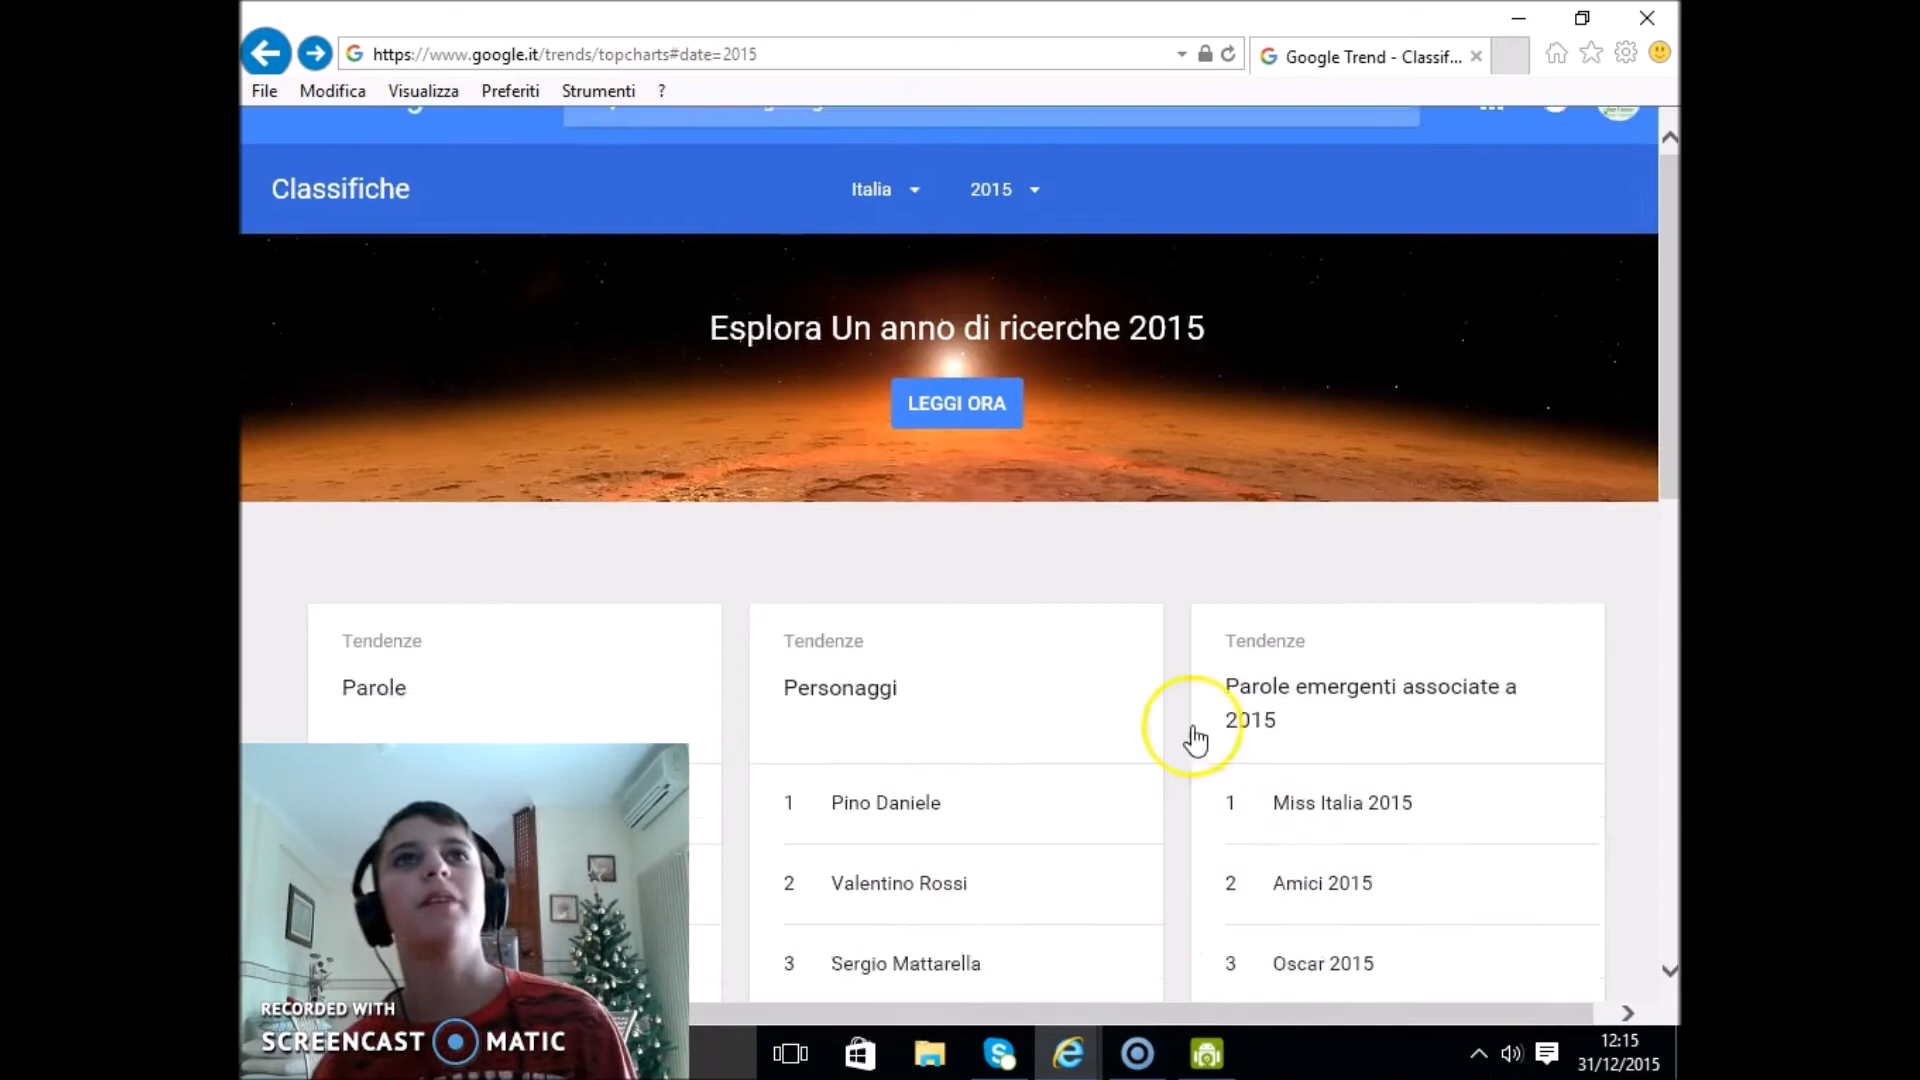 https://www.google.it/trends/topcharts#date=2015
Google Trend - Classif...
File Modifica Visualizza Preferiti Strumenti ?
Classifiche
Italia
2015
Esplora Un anno di ricerche 2015
LEGGI ORA
Tendenze
Parole
Tendenze
Personaggi
1 Pino Daniele
2 Valentino Rossi
3 Sergio Mattarella
Tendenze
Parole emergenti associate a
2015
1 Miss Italia 2015
2 Amici 2015
3 Oscar 2015
RECORDED WITH
SCREENCAST MATIC
12:15
31/12/2015